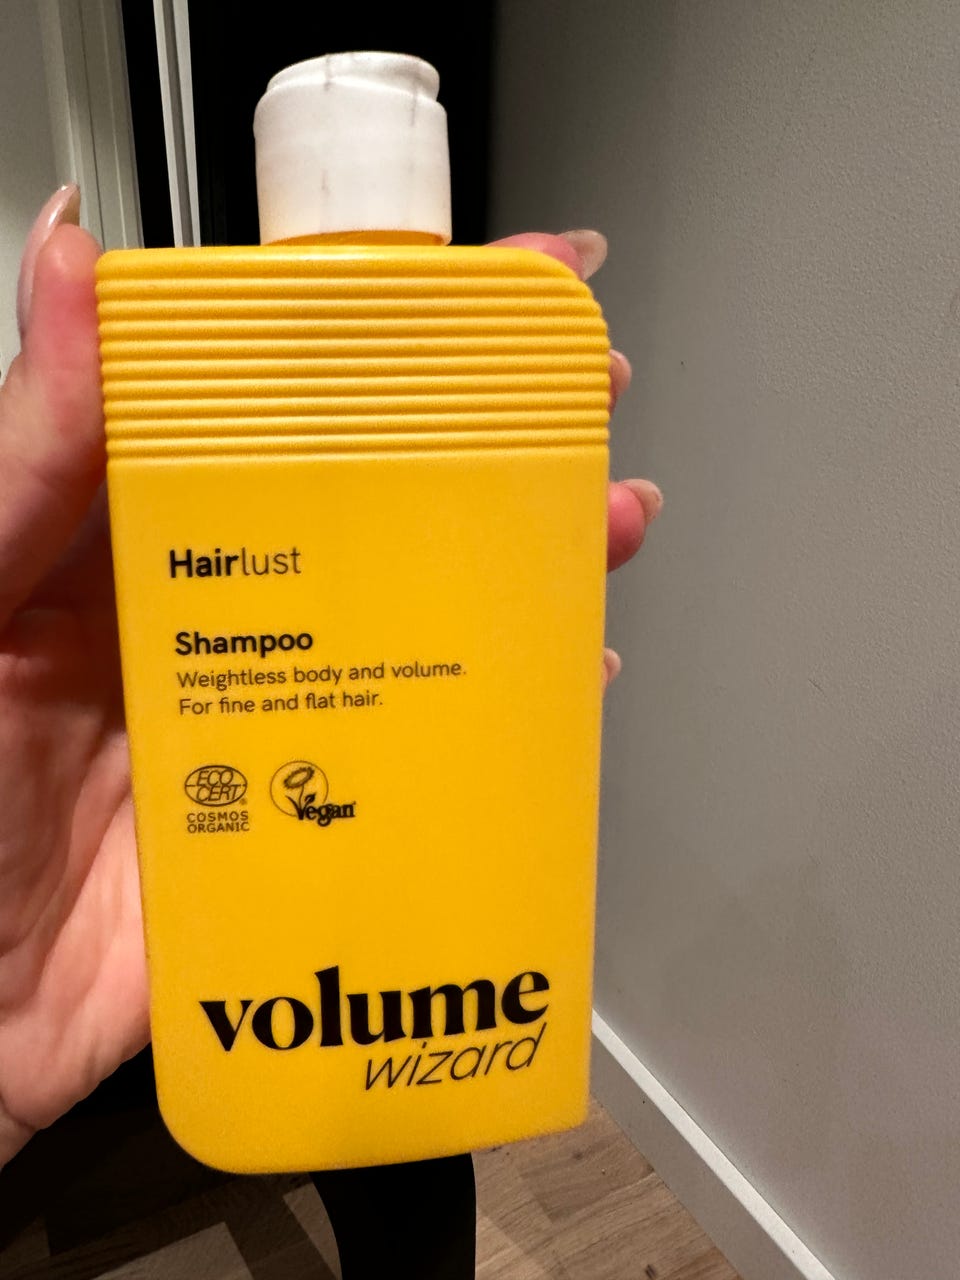 Hairlust
Shampoo
Weightless body and volume.
For fine and flat hair.
ECO
CERT®
COSMOS
ORGANIC
Vegan
volume
wizard